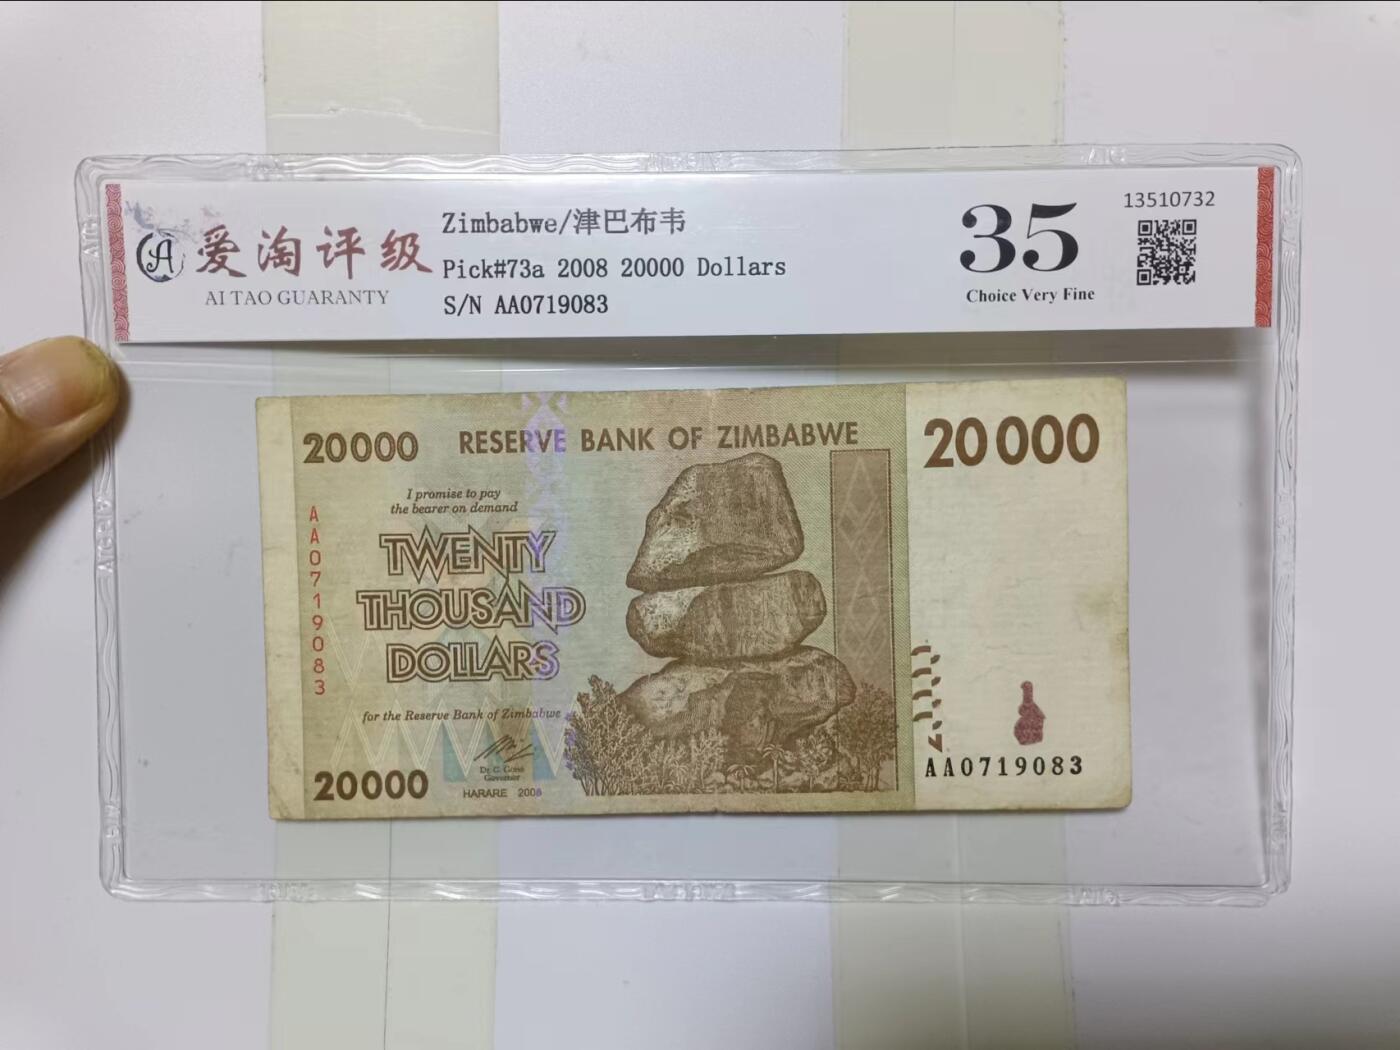 爱淘评级
AI TAO GUARANTY
Zimbabwe/津巴布韦
Pick#73a 2008 20000 Dollars
S/N AA0719083
35
Choice Very Fine
13510732
20000
RESERVE BANK OF ZIMBABWE
20000
I promise to pay
the bearer on demand
TWENTY
THOUSAND
DOLLARS
AA0719083
for the Reserve Bank of Zimbabwe
Dr. G. Gono
Governor
HARARE 2008
20000
AA0719083